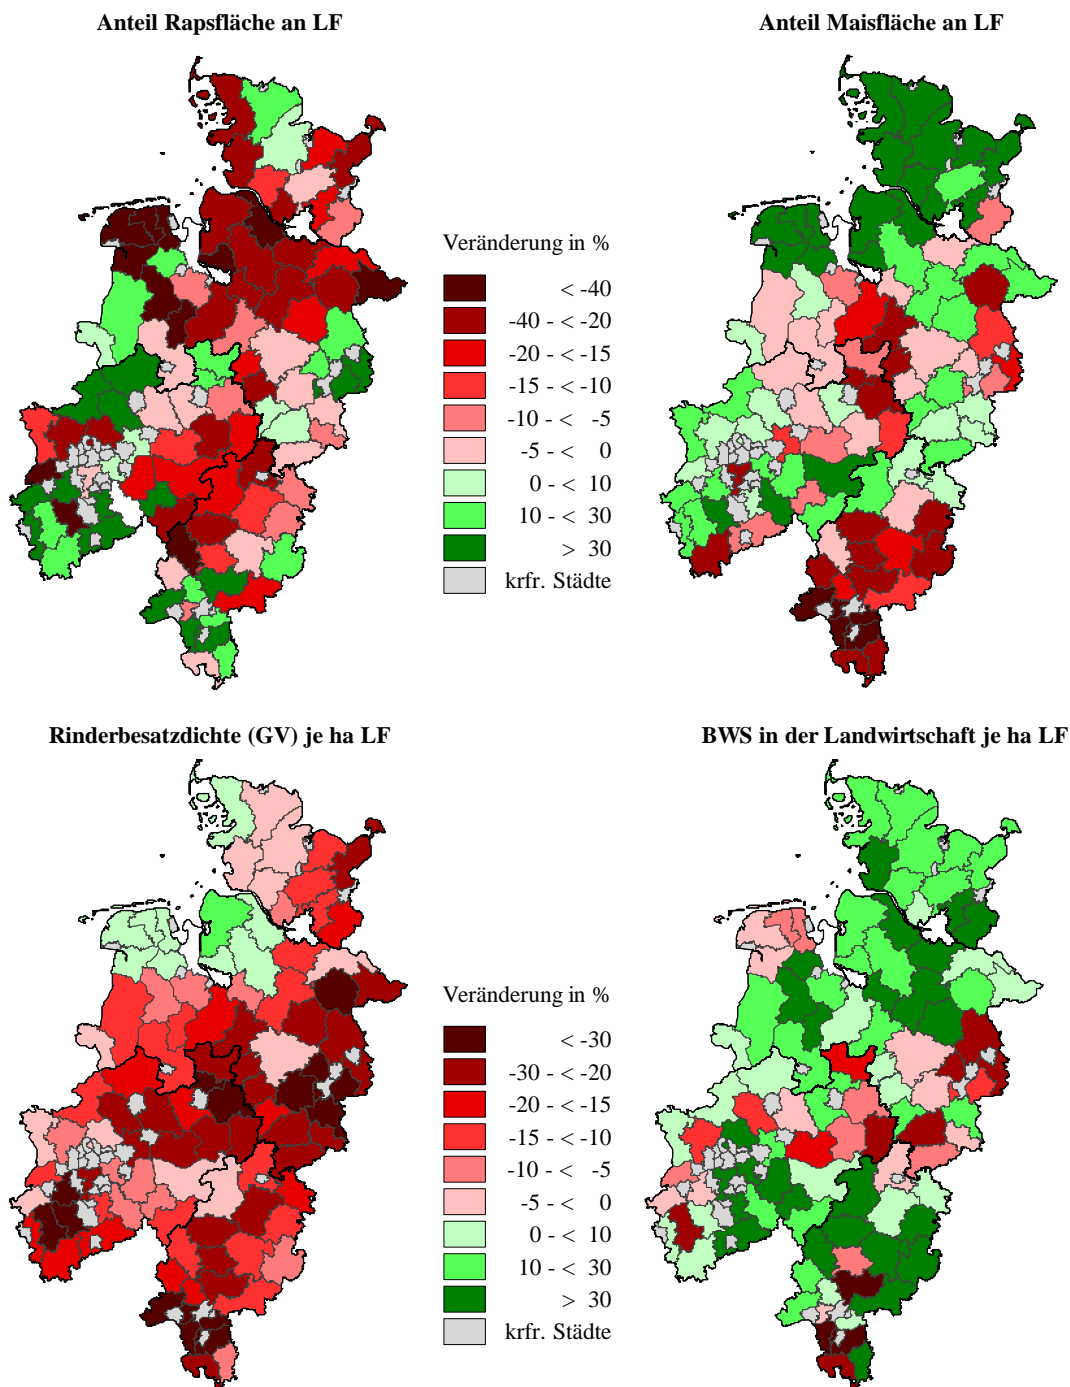 Anteil Rapsfläche an LF
Anteil Maisfläche an LF
Veränderung in %
< -40
-40 - < -20
-20 - < -15
-15 - < -10
-10 - < -5
-5 - < 0
0 - < 10
10 - < 30
> 30
krfr. Städte
Rinderbesatzdichte (GV) je ha LF
BWS in der Landwirtschaft je ha LF
Veränderung in %
< -30
-30 - < -20
-20 - < -15
-15 - < -10
-10 - < -5
-5 - < 0
0 - < 10
10 - < 30
> 30
krfr. Städte